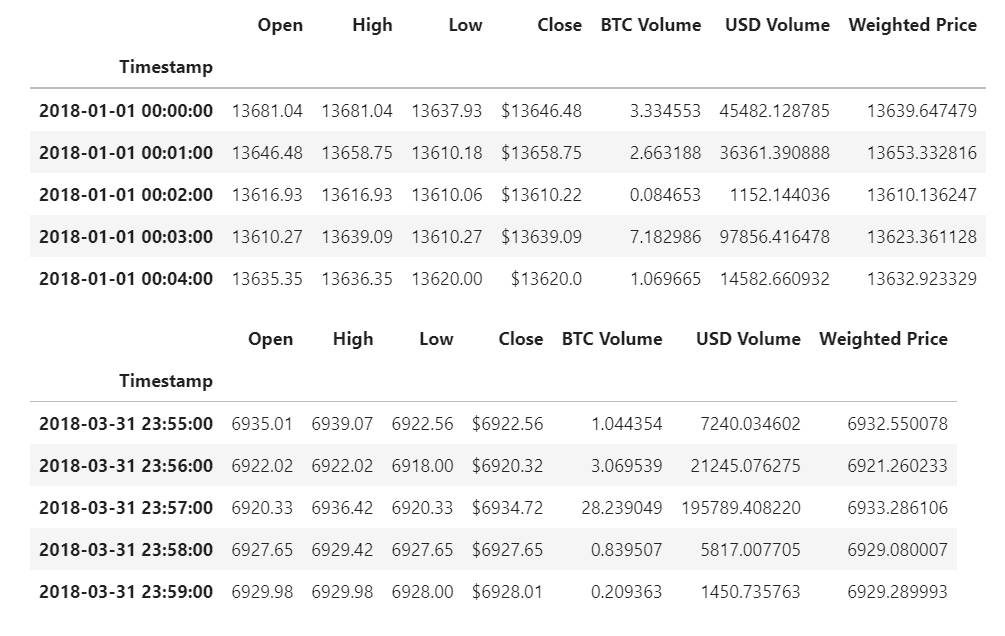 Open High Low Close BTC Volume USD Volume Weighted Price
Timestamp
2018-01-01 00:00:00 13681.04 13681.04 13637.93 $13646.48 3.334553 45482.128785 13639.647479
2018-01-01 00:01:00 13646.48 13658.75 13610.18 $13658.75 2.663188 36361.390888 13653.332816
2018-01-01 00:02:00 13616.93 13616.93 13610.06 $13610.22 0.084653 1152.144036 13610.136247
2018-01-01 00:03:00 13610.27 13639.09 13610.27 $13639.09 7.182986 97856.416478 13623.361128
2018-01-01 00:04:00 13635.35 13636.35 13620.00 $13620.0 1.069665 14582.660932 13632.923329
Open High Low Close BTC Volume USD Volume Weighted Price
Timestamp
2018-03-31 23:55:00 6935.01 6939.07 6922.56 $6922.56 1.044354 7240.034602 6932.550078
2018-03-31 23:56:00 6922.02 6922.02 6918.00 $6920.32 3.069539 21245.076275 6921.260233
2018-03-31 23:57:00 6920.33 6936.42 6920.33 $6934.72 28.239049 195789.408220 6933.286106
2018-03-31 23:58:00 6927.65 6929.42 6927.65 $6927.65 0.839507 5817.007705 6929.080007
2018-03-31 23:59:00 6929.98 6929.98 6928.00 $6928.01 0.209363 1450.735763 6929.289993